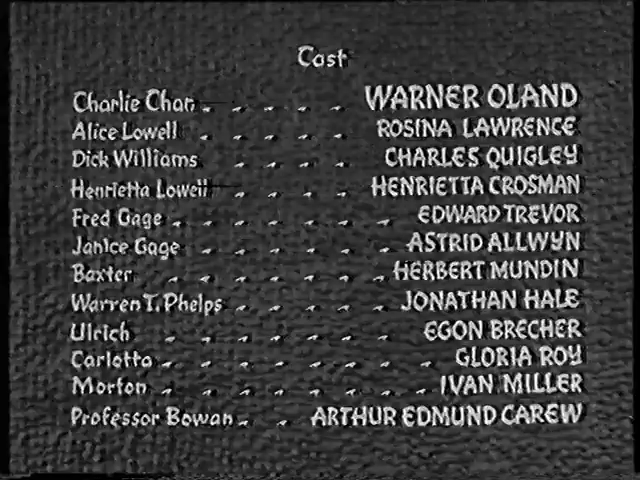 Cast
Charlie Chan WARNER OLAND
Alice Lowell ROSINA LAWRENCE
Dick Williams CHARLES QUIGLEY
Henrietta Lowell HENRIETTA CROSMAN
Fred Gage EDWARD TREVOR
Janice Gage ASTRID ALLWYN
Baxter HERBERT MUNDIN
Warren T. Phelps JONATHAN HALE
Ulrich EGON BRECHER
Carlotta GLORIA ROY
Morton IVAN MILLER
Professor Bowan ARTHUR EDMUND CAREW